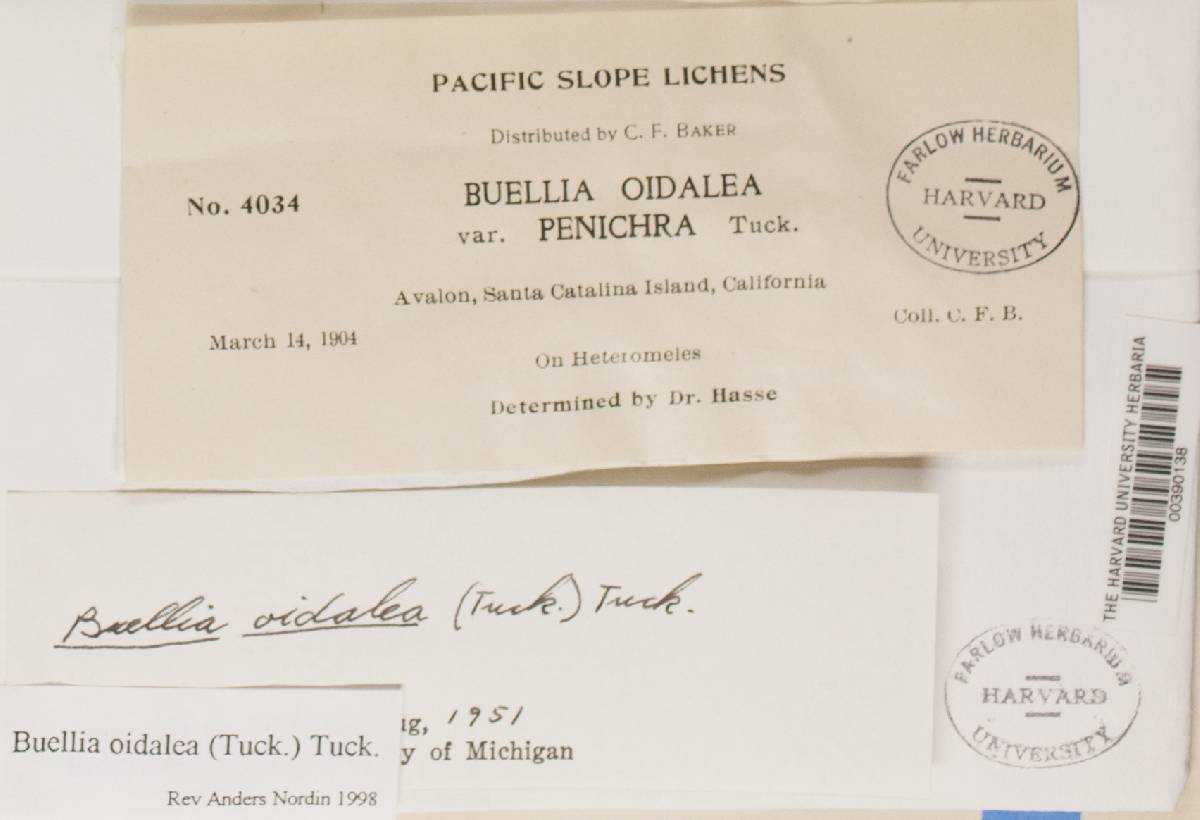 PACIFIC SLOPE LICHENS
Distributed by C. F. BAKER
No. 4034
BUELLIA OIDALEA
var. PENICHRA Tuck.
FARLOW HERBARIUM
HARVARD
UNIVERSITY
Avalon, Santa Catalina Island, California
Coll. C. F. B.
March 14, 1904
On Heteromeles
Determined by Dr. Hasse
THE HARVARD UNIVERSITY HERBARIA
00390138
Buellia oidalea (Tuck.) Tuck.
FARLOW HERBARIUM
HARVARD
UNIVERSITY
ug, 1951
y of Michigan
Buellia oidalea (Tuck.) Tuck.
Rev Anders Nordin 1998